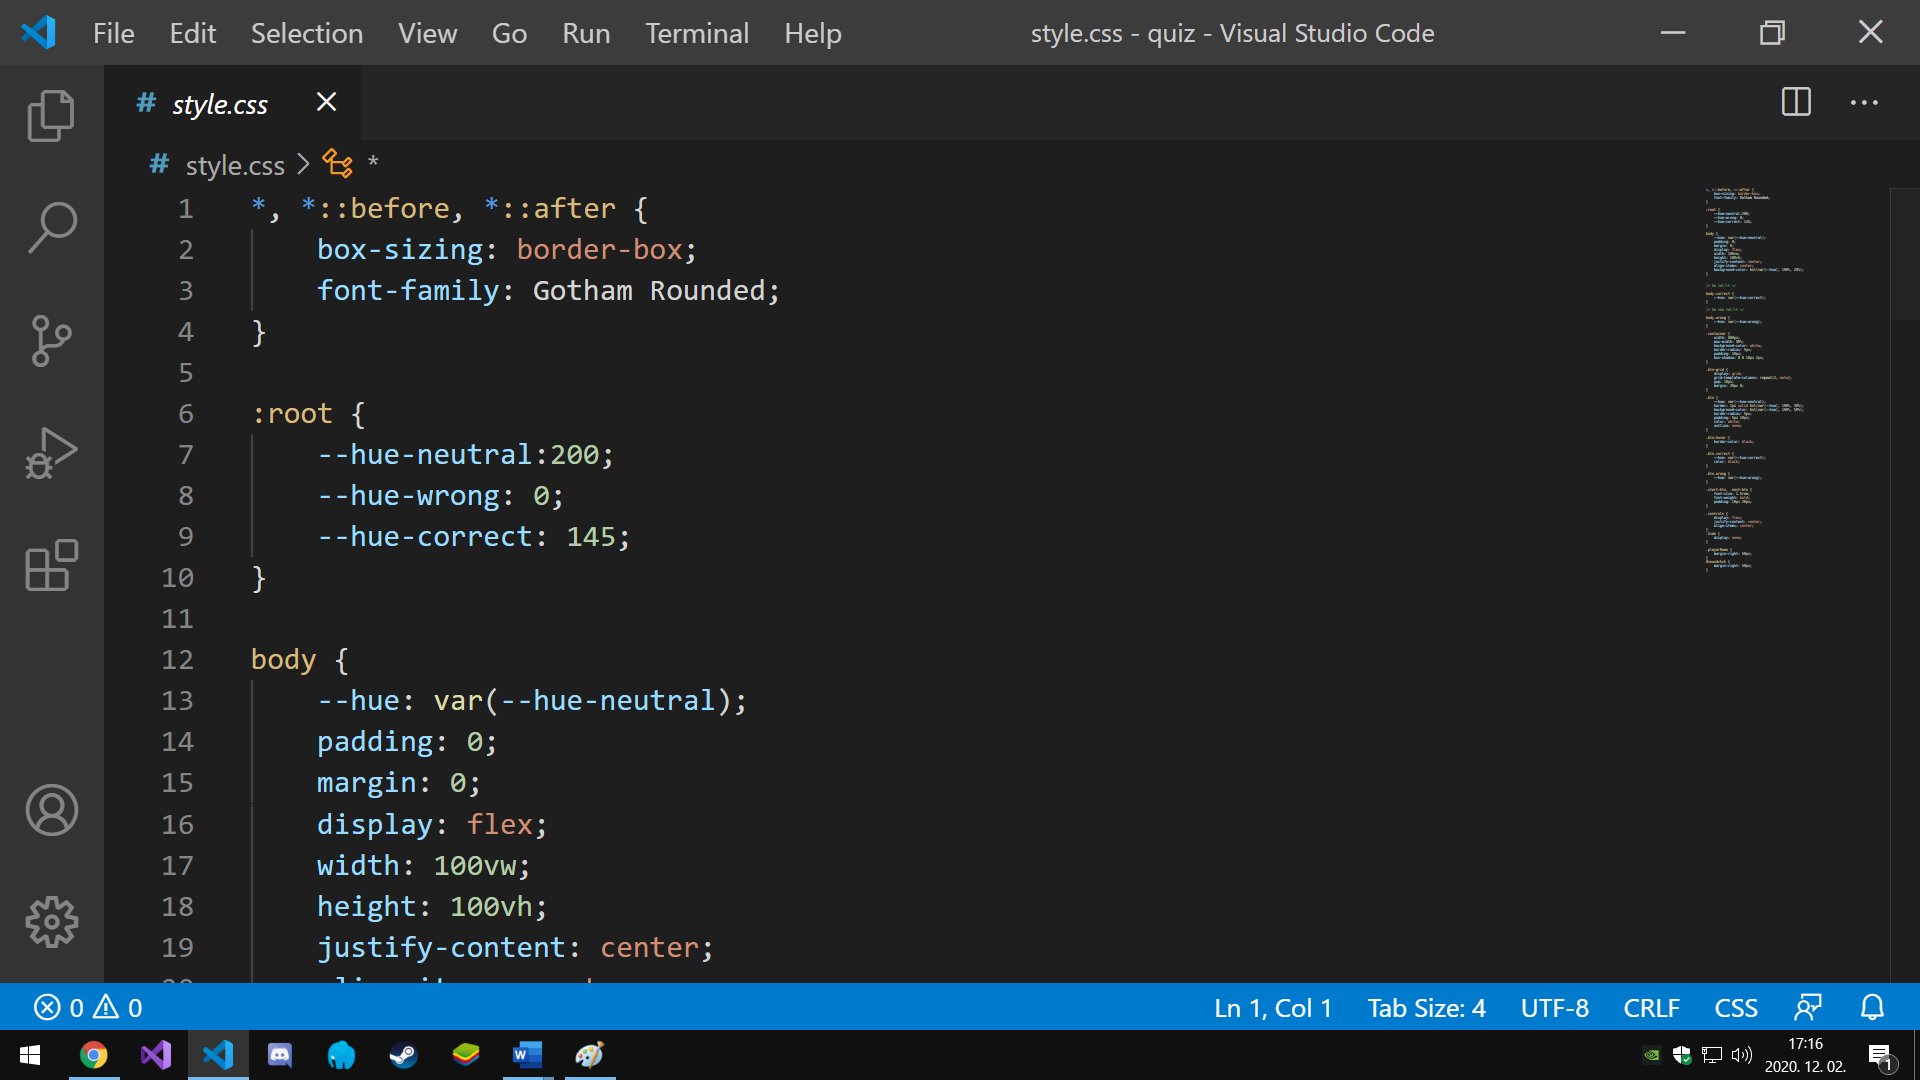 File Edit Selection View Go Run Terminal Help style.css - quiz - Visual Studio Code
# style.css
# style.css > *
1 *, *::before, *::after {
2     box-sizing: border-box;
3     font-family: Gotham Rounded;
4 }
5
6 :root {
7     --hue-neutral:200;
8     --hue-wrong: 0;
9     --hue-correct: 145;
10 }
11
12 body {
13     --hue: var(--hue-neutral);
14     padding: 0;
15     margin: 0;
16     display: flex;
17     width: 100vw;
18     height: 100vh;
19     justify-content: center;
0 0 Ln 1, Col 1 Tab Size: 4 UTF-8 CRLF CSS
17:16
2020. 12. 02.
1